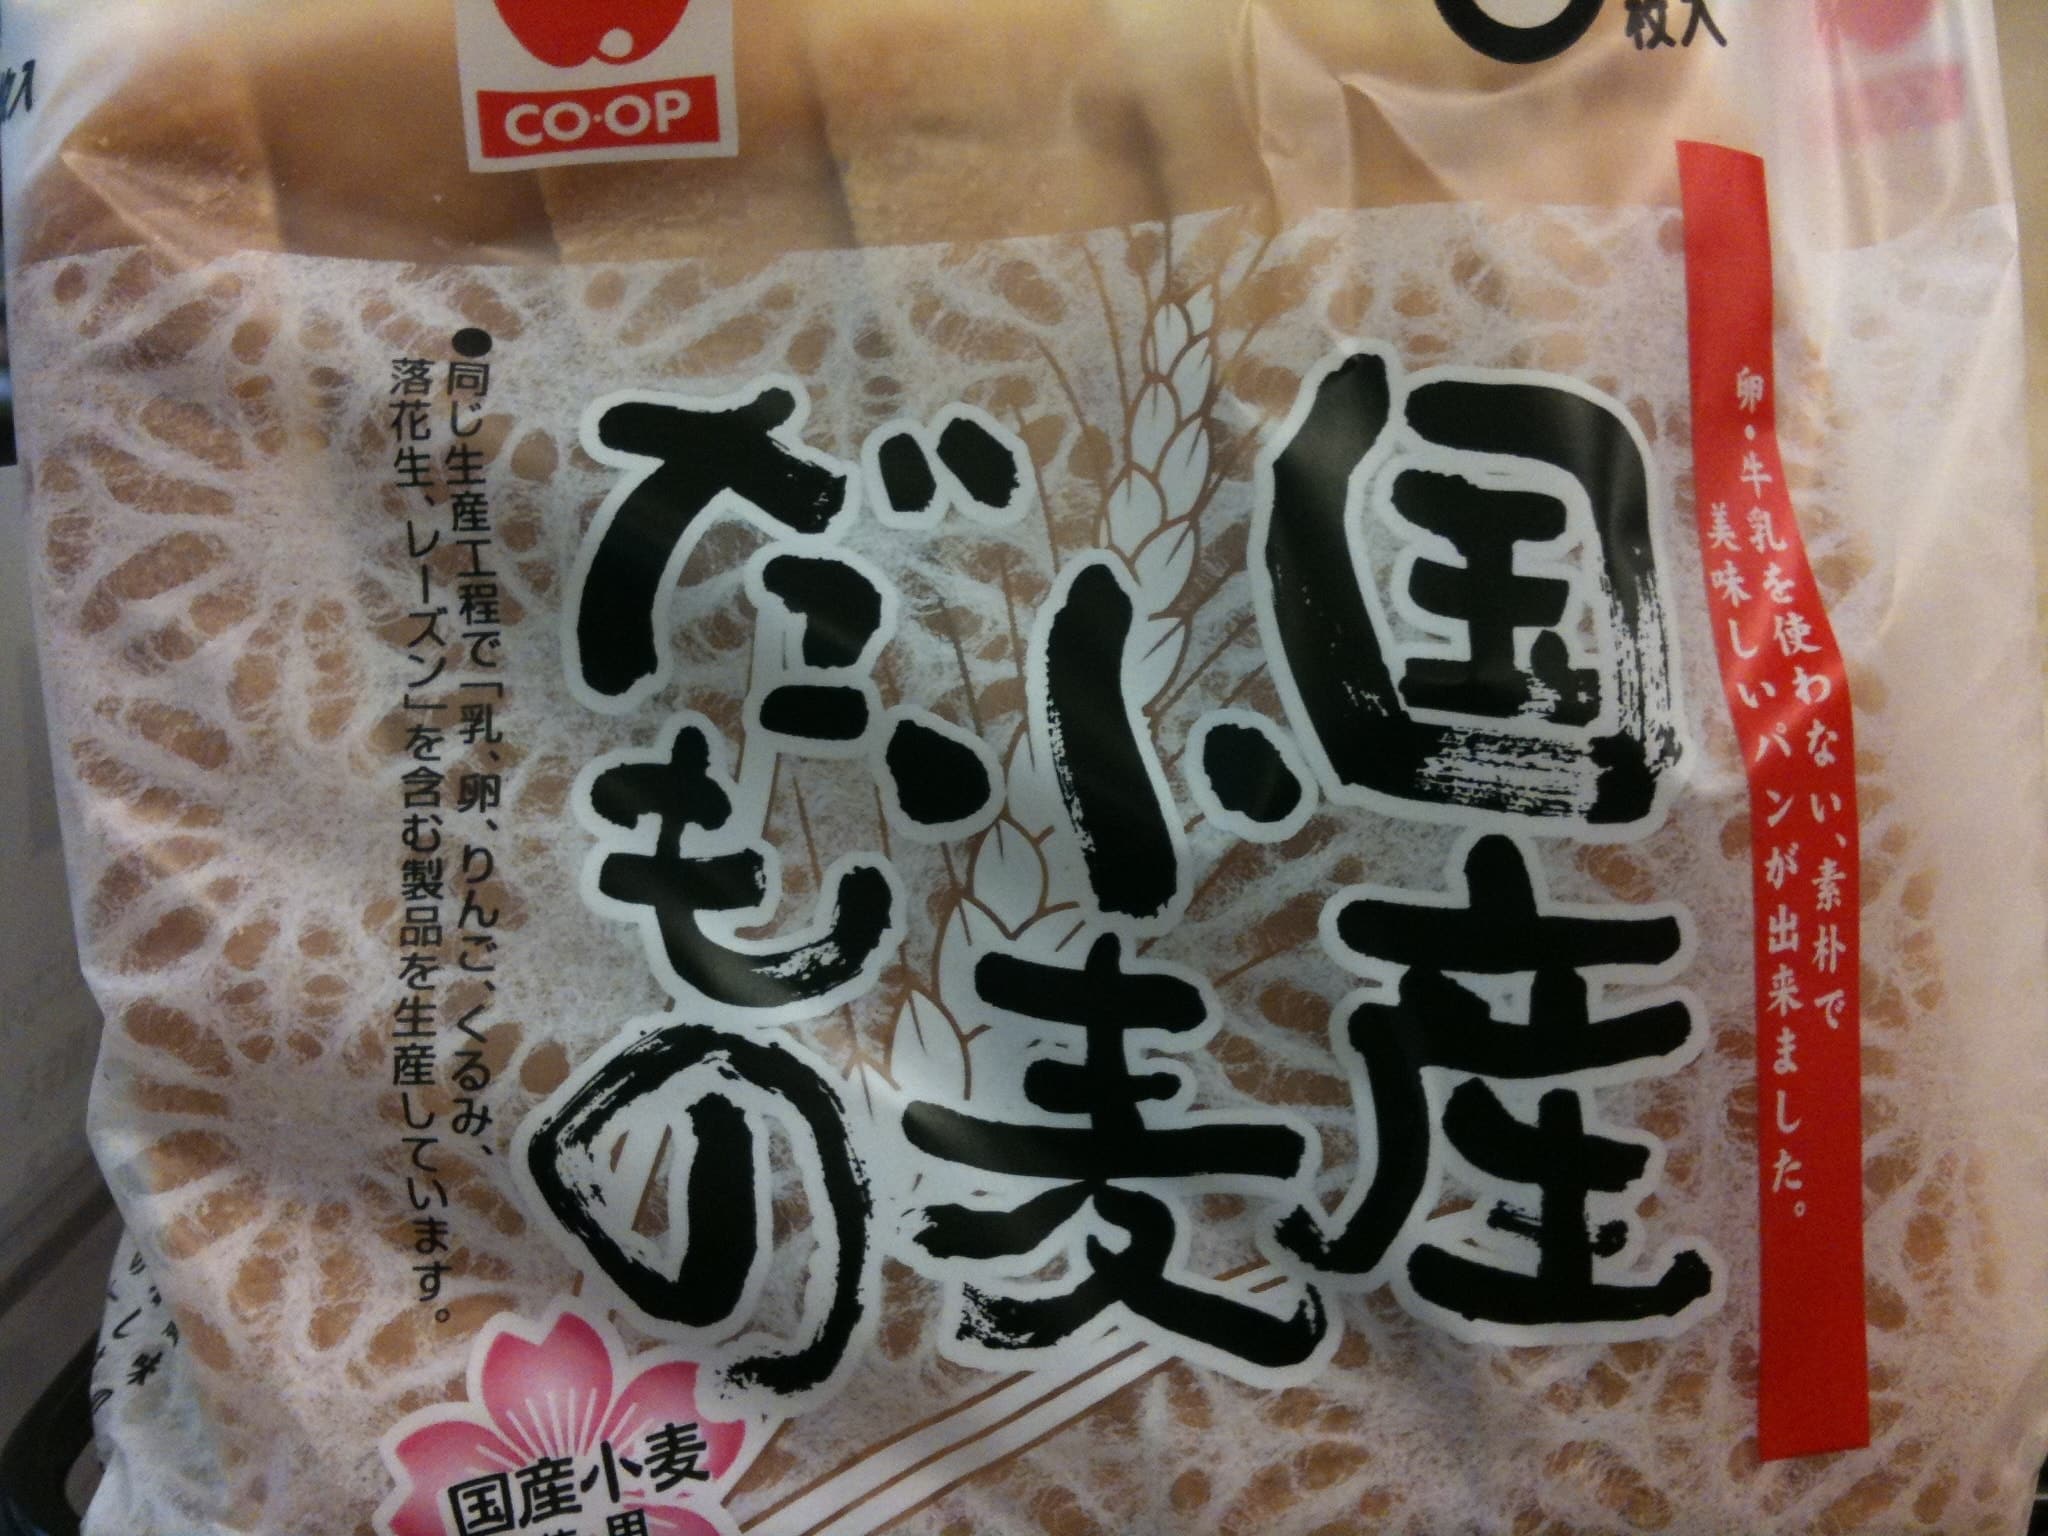 CO·OP
枚入
卵・牛乳を使わない、素朴で
美味しいパンが出来ました。
国産
小麦
だもの
●同じ生産工程で「乳、卵、りんご、くるみ、
落花生、レーズン」を含む製品を生産しています。
国産小麦